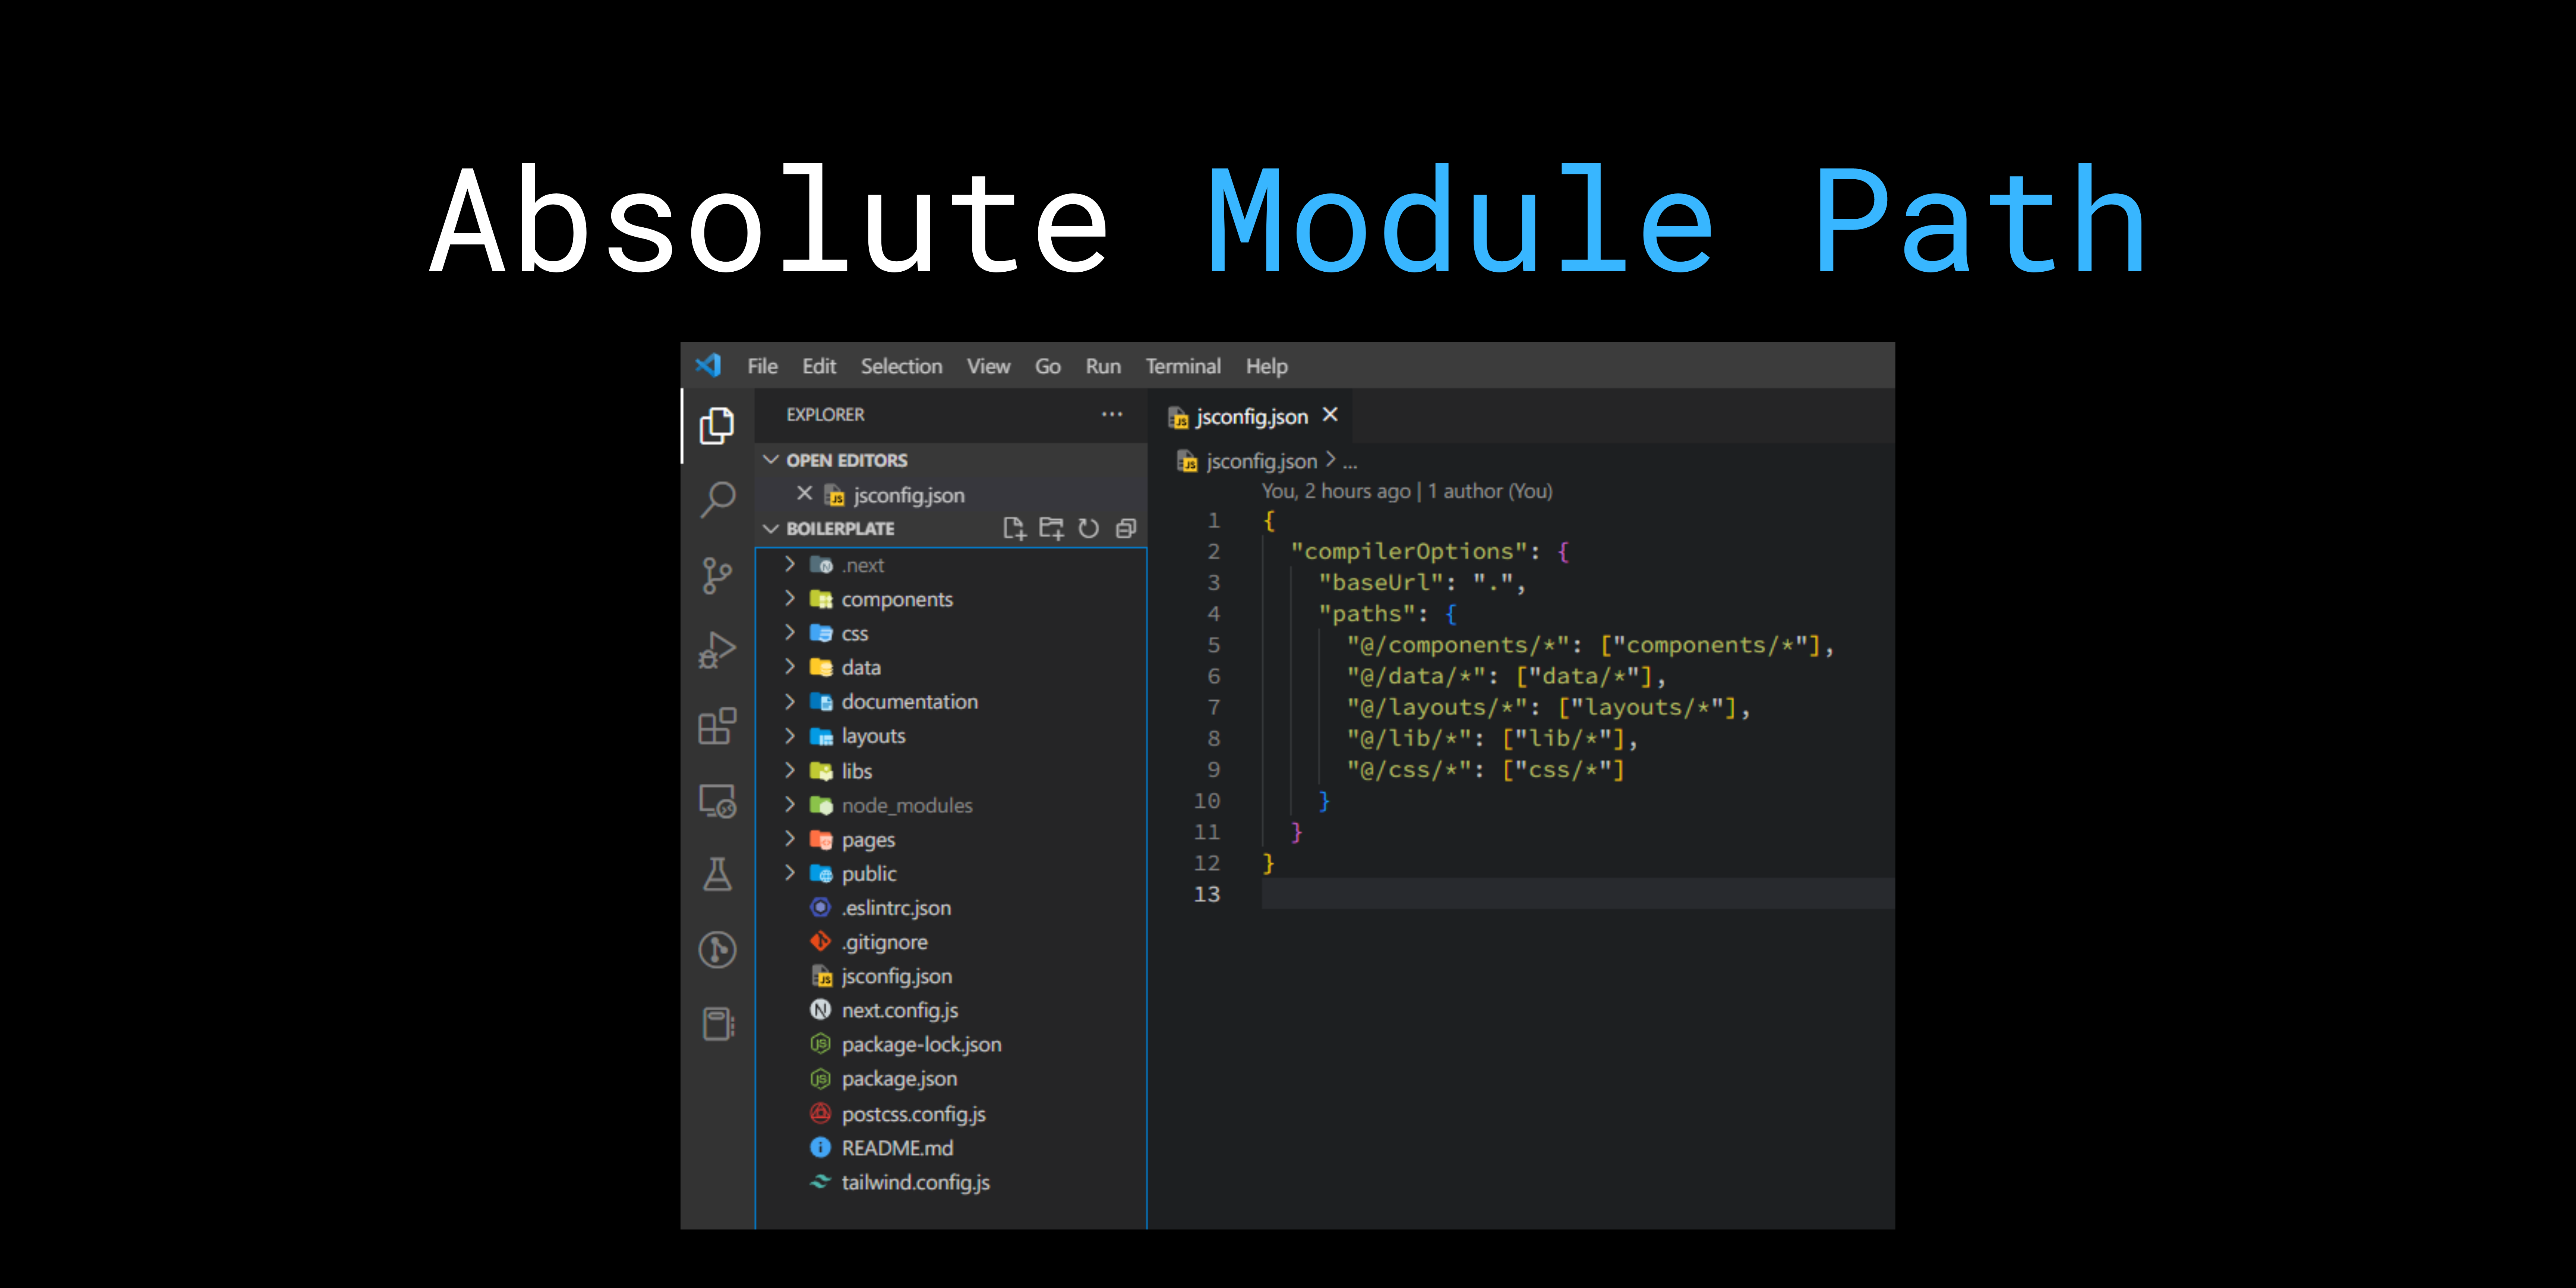 Absolute Module Path
File Edit Selection View Go Run Terminal Help
EXPLORER ...
OPEN EDITORS
jsconfig.json
BOILERPLATE
.next
components
css
data
documentation
layouts
libs
node_modules
pages
public
.eslintrc.json
.gitignore
jsconfig.json
next.config.js
package-lock.json
package.json
postcss.config.js
README.md
tailwind.config.js
jsconfig.json
jsconfig.json > ...
You, 2 hours ago | 1 author (You)
1 {
2 "compilerOptions": {
3 "baseUrl": ".",
4 "paths": {
5 "@/components/*": ["components/*"],
6 "@/data/*": ["data/*"],
7 "@/layouts/*": ["layouts/*"],
8 "@/lib/*": ["lib/*"],
9 "@/css/*": ["css/*"]
10 }
11 }
12 }
13